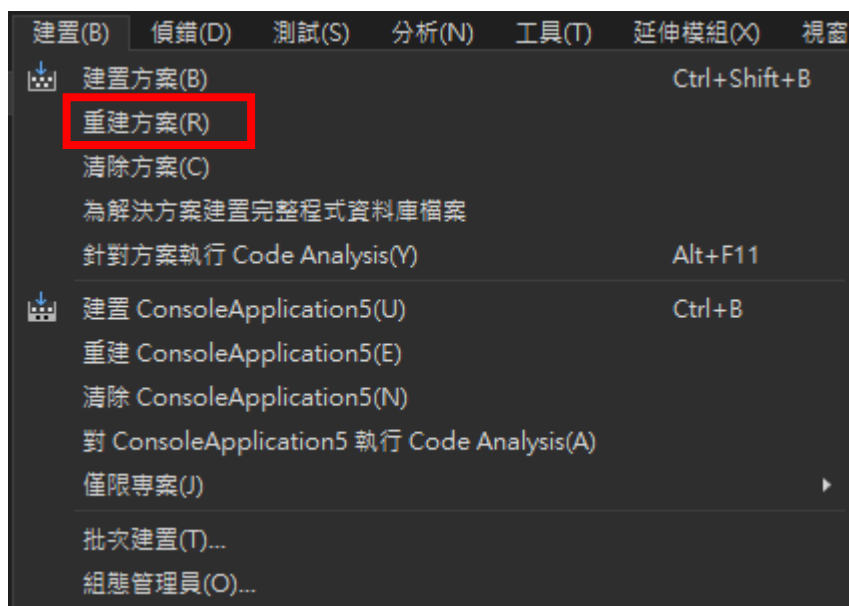 建置(B) 偵錯(D) 測試(S) 分析(N) 工具(T) 延伸模組(X) 視窗
建置方案(B) Ctrl+Shift+B
重建方案(R)
清除方案(C)
為解決方案建置完整程式資料庫檔案
針對方案執行 Code Analysis(Y) Alt+F11
建置 ConsoleApplication5(U) Ctrl+B
重建 ConsoleApplication5(E)
清除 ConsoleApplication5(N)
對 ConsoleApplication5 執行 Code Analysis(A)
僅限專案(J)
批次建置(T)...
組態管理員(O)...